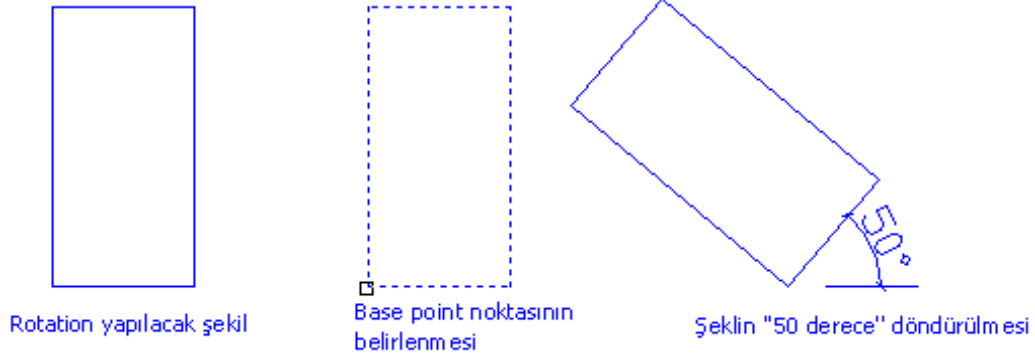 50°
Rotation yapılacak şekil
Base point noktasının
belirlenmesi
Şeklin "50 derece" döndürülmesi